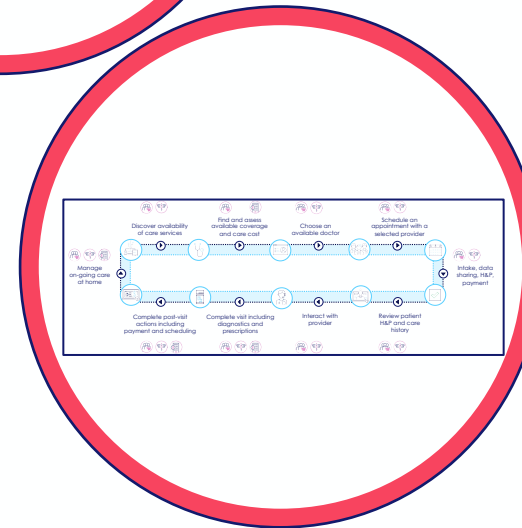 Discover availability
of care services
Find and assess
available coverage
and care cost
Choose an
available doctor
Schedule an
appointment with a
selected provider
Manage
on-going care
at home
Intake, data
sharing, H&P,
payment
Complete post-visit
actions including
payment and scheduling
Complete visit including
diagnostics and
prescriptions
Interact with
provider
Review patient
H&P and care
history